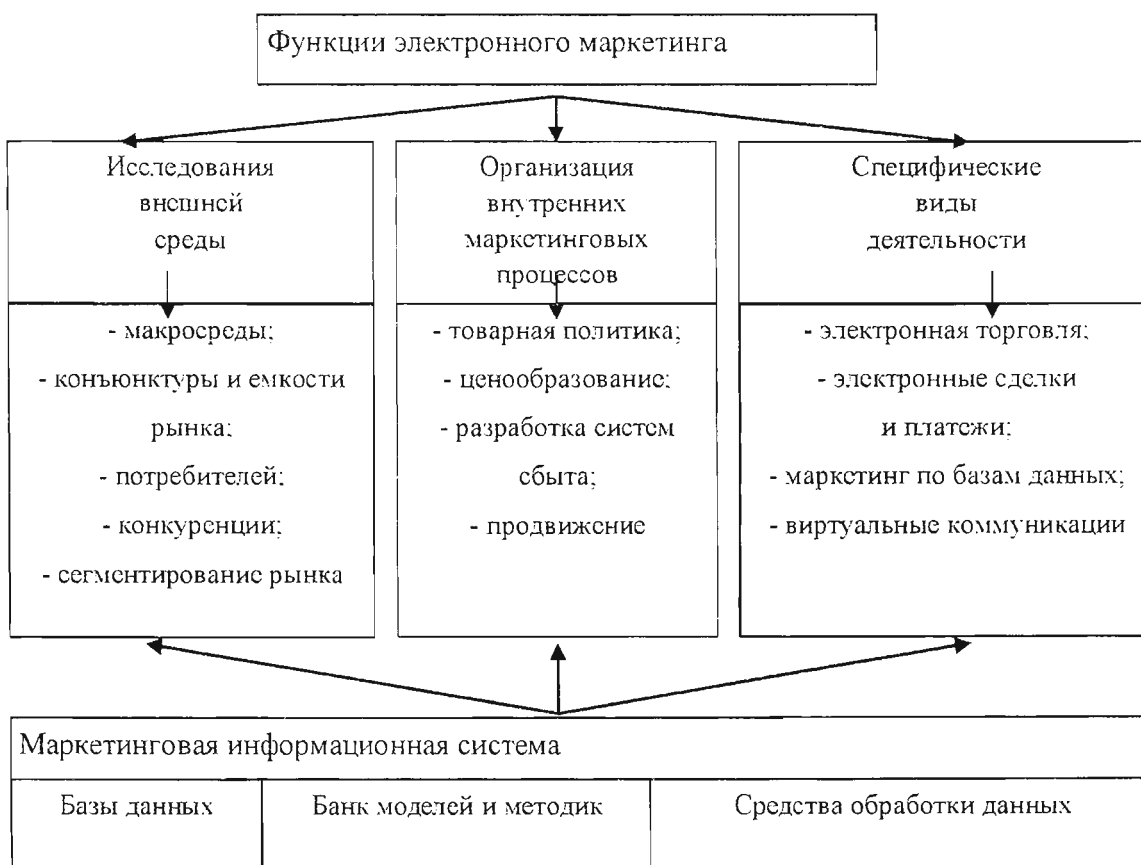 Функции электронного маркетинга
Исследования
внешней
среды
Организация
внутренних
маркетинговых
процессов
Специфические
виды
деятельности
- макросреды;
- конъюнктуры и емкости
рынка;
- потребителей;
- конкуренции;
- сегментирование рынка
- товарная политика;
- ценообразование;
- разработка систем
сбыта;
- продвижение
- электронная торговля;
- электронные сделки
и платежи;
- маркетинг по базам данных;
- виртуальные коммуникации
Маркетинговая информационная система
Базы данных
Банк моделей и методик
Средства обработки данных